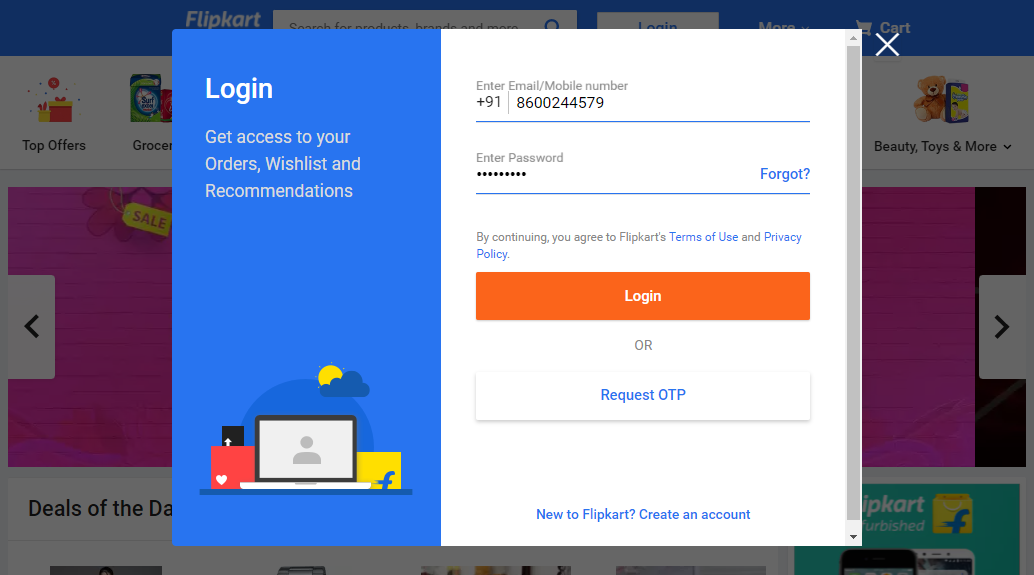 Flipkart
Search for products, brands and more
Login
More
Cart
Top Offers
Grocer
Beauty, Toys & More
SALE
Login
Get access to your
Orders, Wishlist and
Recommendations
Enter Email/Mobile number
+91 8600244579
Enter Password
•••••••••
Forgot?
By continuing, you agree to Flipkart's Terms of Use and Privacy
Policy.
Login
OR
Request OTP
New to Flipkart? Create an account
Deals of the Da
ipkart
furbished